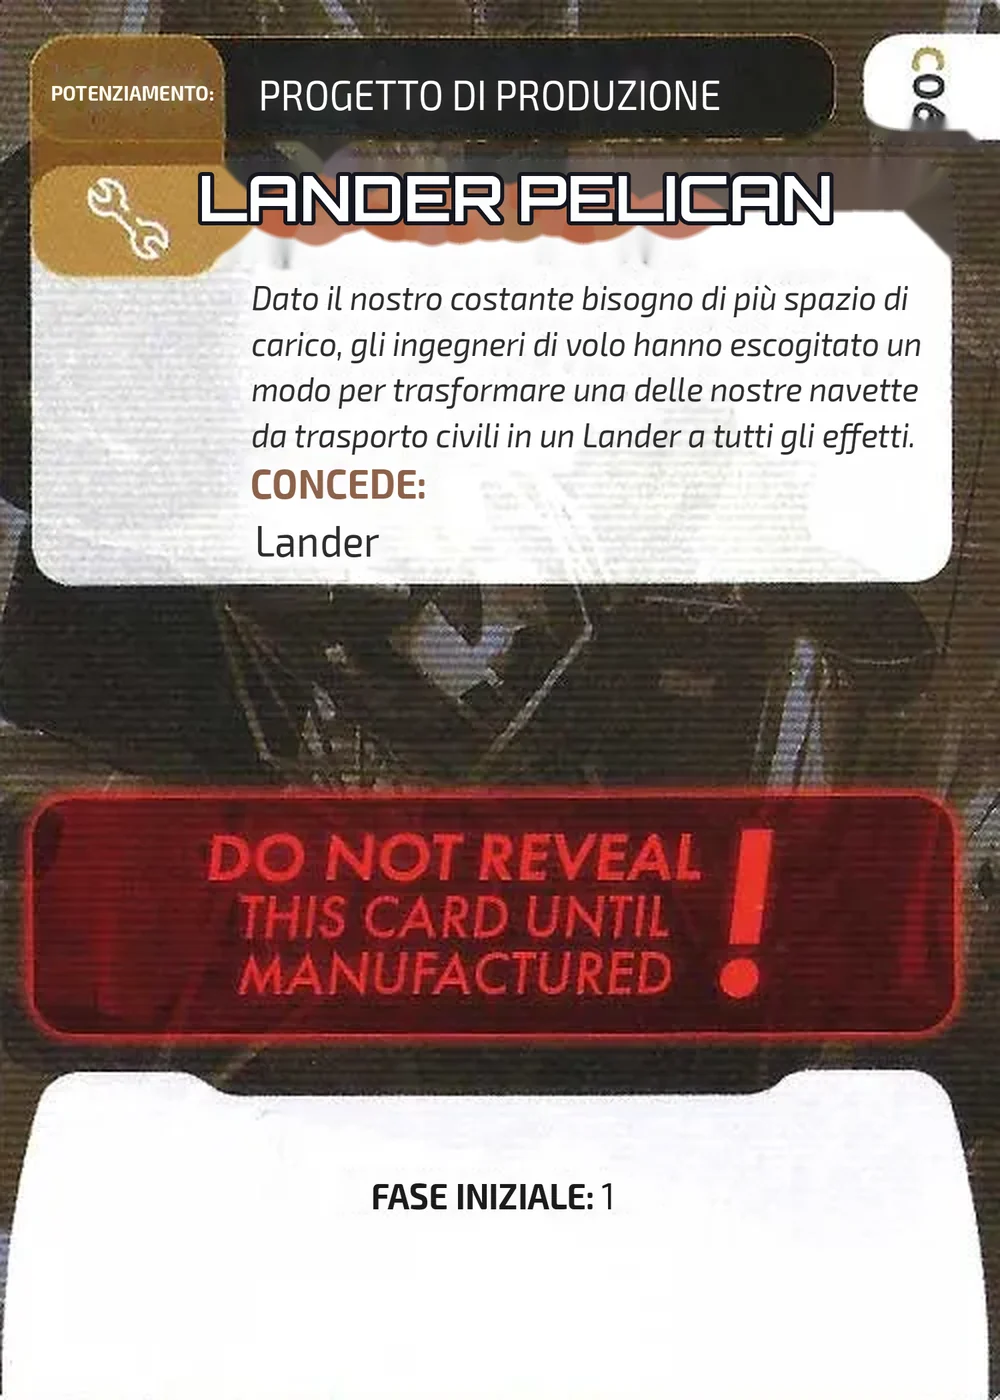 POTENZIAMENTO:
PROGETTO DI PRODUZIONE
LANDER PELICAN
Dato il nostro costante bisogno di più spazio di
carico, gli ingegneri di volo hanno escogitato un
modo per trasformare una delle nostre navette
da trasporto civili in un Lander a tutti gli effetti.
CONCEDE:
Lander
DO NOT REVEAL
THIS CARD UNTIL
MANUFACTURED
!
FASE INIZIALE: 1